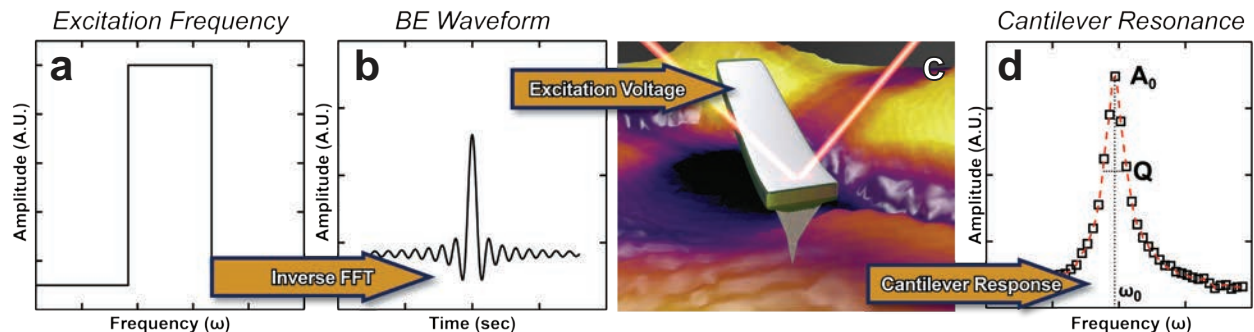 Excitation Frequency
BE Waveform
Cantilever Resonance
a
b
c
d
Excitation Voltage
A₀
Q
Amplitude (A.U.)
Amplitude (A.U.)
Amplitude (A.U.)
Inverse FFT
Cantilever Response
ω₀
Frequency (ω)
Time (sec)
Frequency (ω)